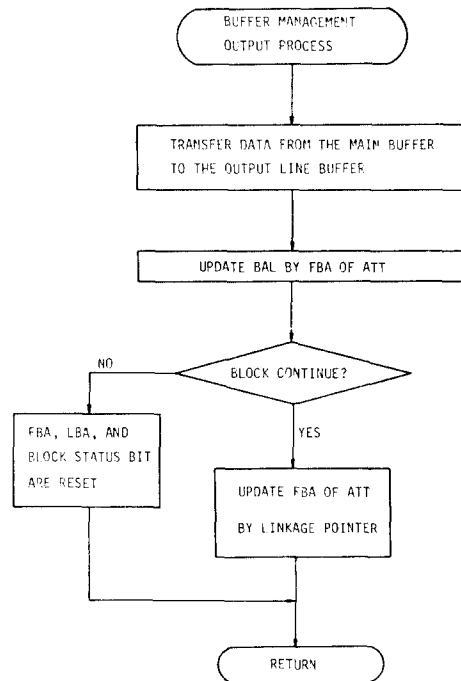 BUFFER MANAGEMENT
OUTPUT PROCESS
TRANSFER DATA FROM THE MAIN BUFFER
TO THE OUTPUT LINE BUFFER
UPDATE BAL BY FBA OF ATT
BLOCK CONTINUE?
NO
YES
FBA, LBA, AND
BLOCK STATUS BIT
ARE RESET
UPDATE FBA OF ATT
BY LINKAGE POINTER
RETURN